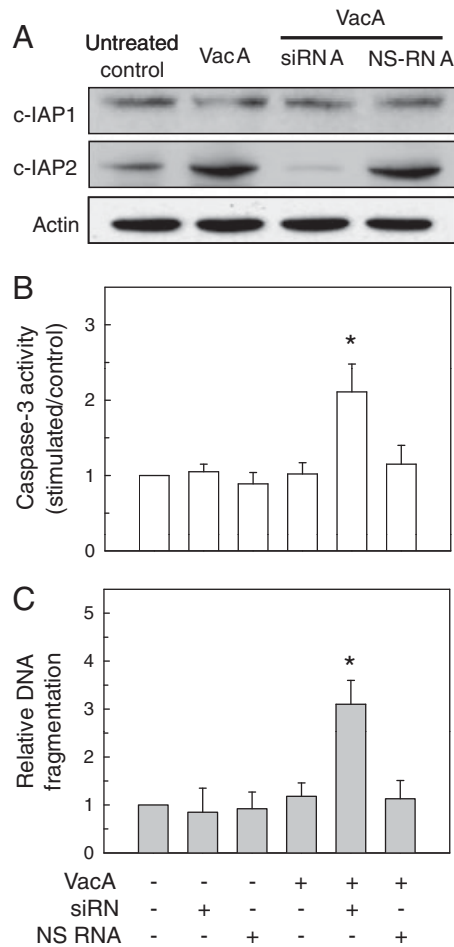 A
VacA
Untreated control
VacA
siRNA
NS-RNA
c-IAP1
c-IAP2
Actin
B
Caspase-3 activity
(stimulated/control)
3
2
1
0
*
C
Relative DNA
fragmentation
5
4
3
2
1
0
*
VacA - - - + + +
siRN - + - - + -
NS RNA - - + - - +